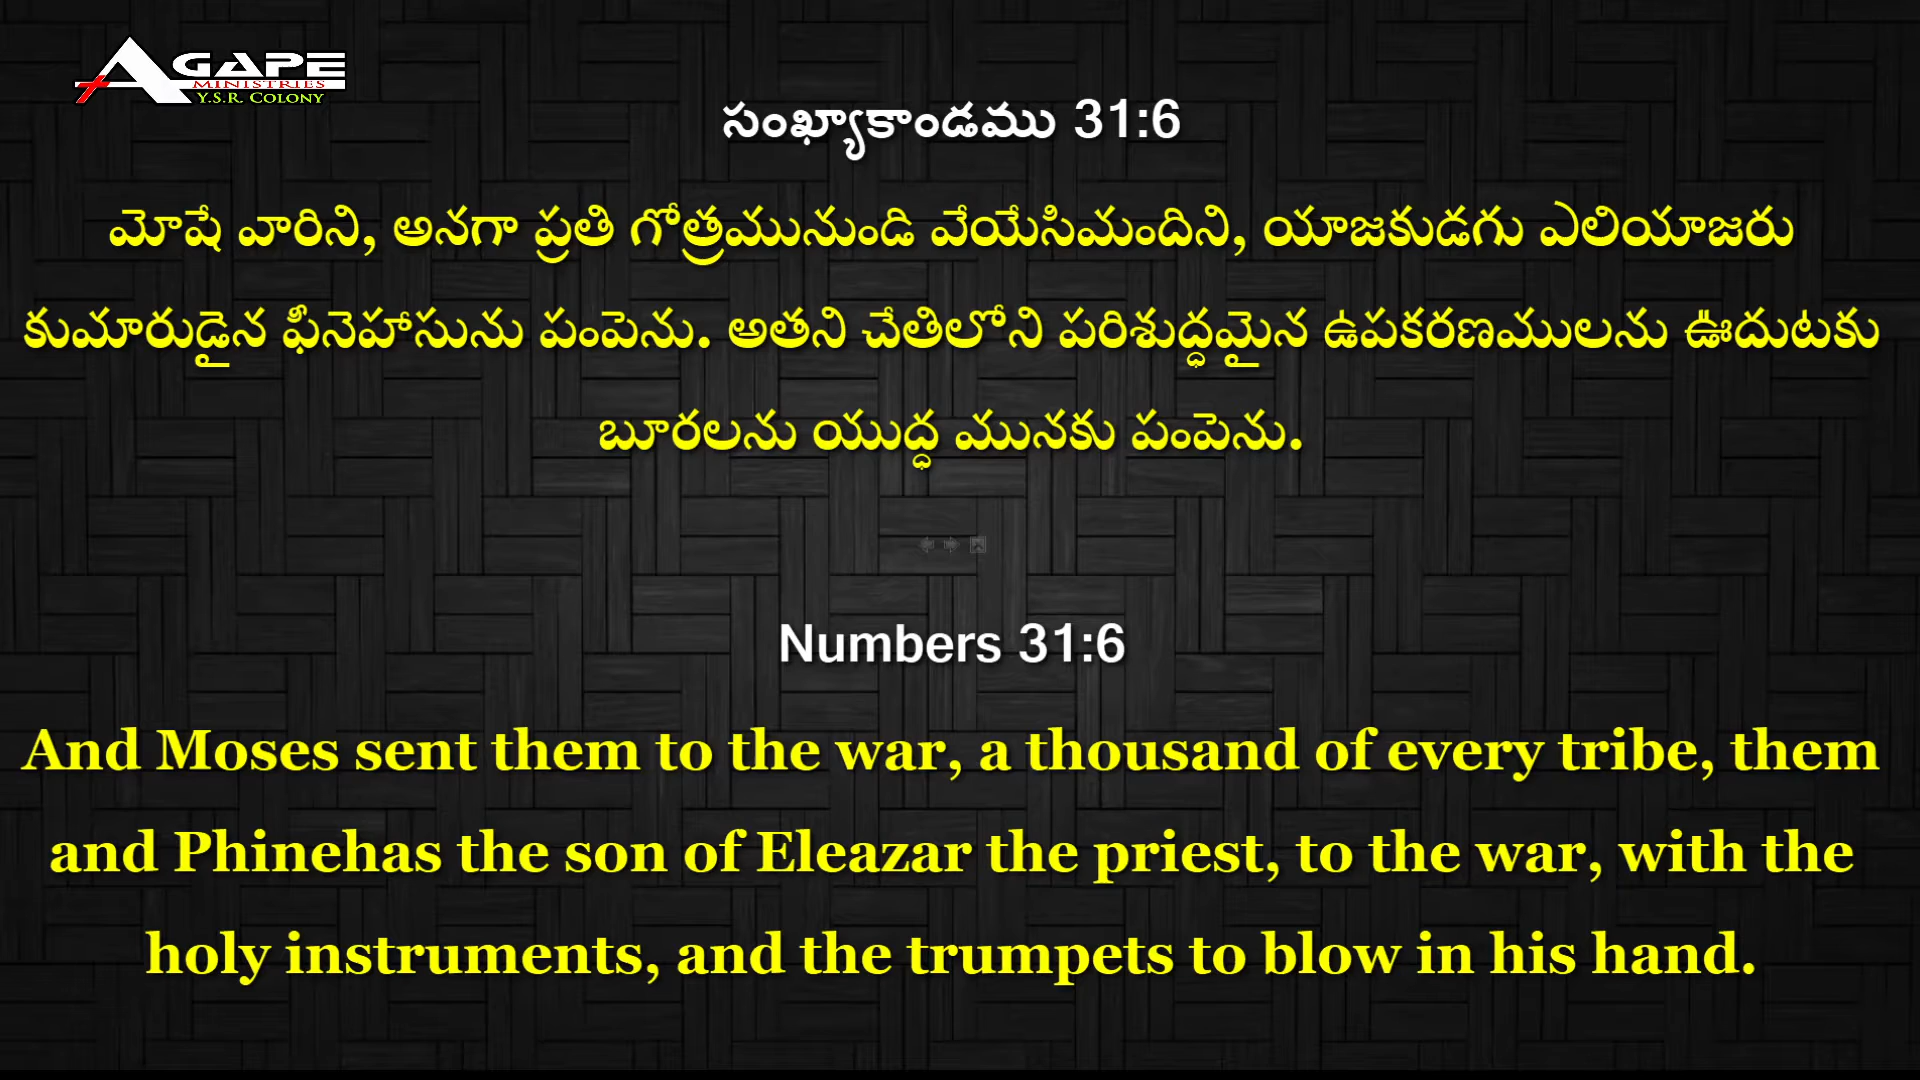 AGAPE
MINISTRIES
Y.S.R. COLONY
సంఖ్యాకాండము 31:6
మోషే వారిని, అనగా ప్రతి గోత్రమునుండి వేయేసిమందిని, యాజకుడగు ఎలియాజరు
కుమారుడైన ఫీనెహాసును పంపెను. అతని చేతిలోని పరిశుద్ధమైన ఉపకరణములను ఊదుటకు
బూరలను యుద్ధ మునకు పంపెను.
Numbers 31:6
And Moses sent them to the war, a thousand of every tribe, them
and Phinehas the son of Eleazar the priest, to the war, with the
holy instruments, and the trumpets to blow in his hand.